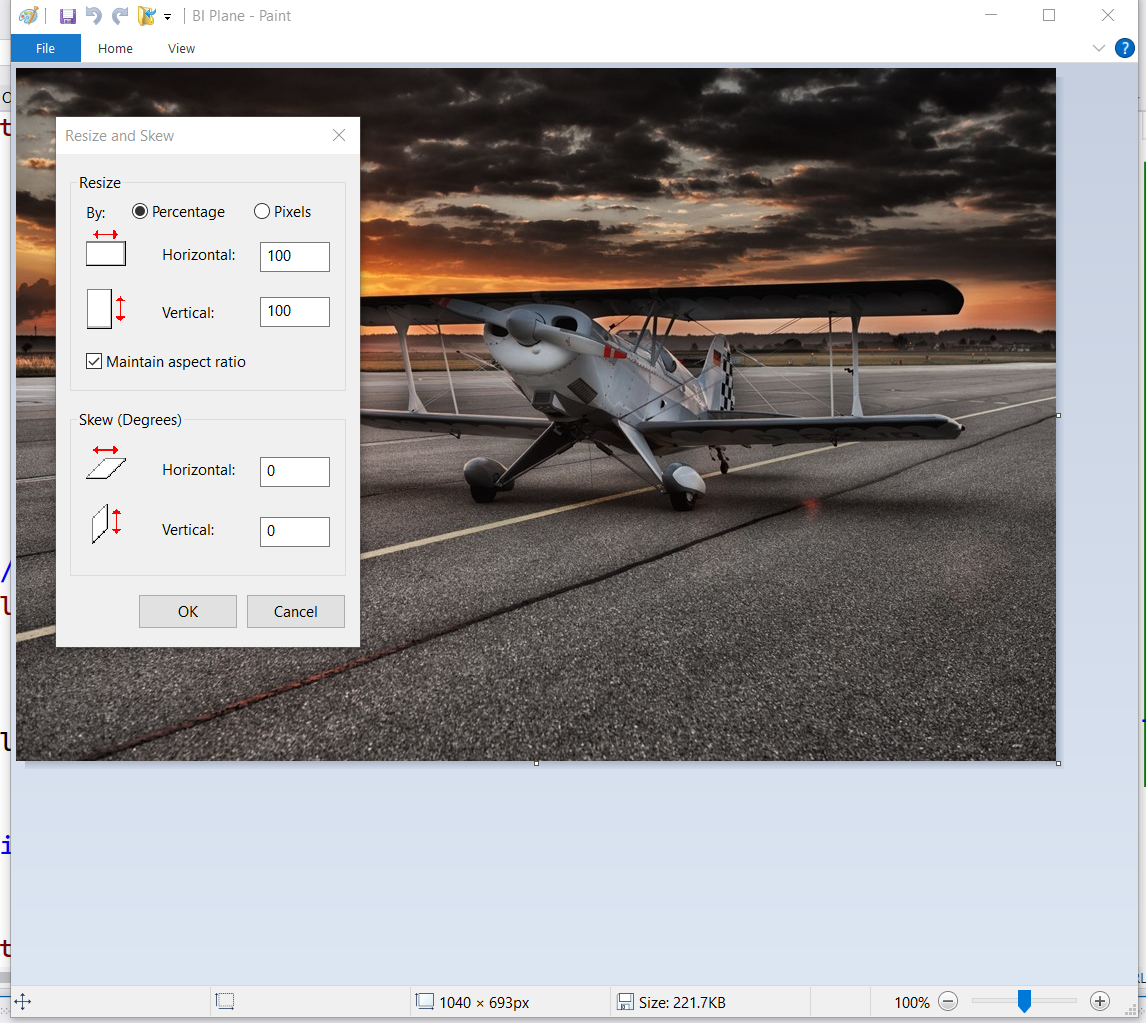 BI Plane - Paint
File Home View
?
Resize and Skew
Resize
By: Percentage Pixels
Horizontal: 100
Vertical: 100
Maintain aspect ratio
Skew (Degrees)
Horizontal: 0
Vertical: 0
OK Cancel
1040 × 693px Size: 221.7KB 100%